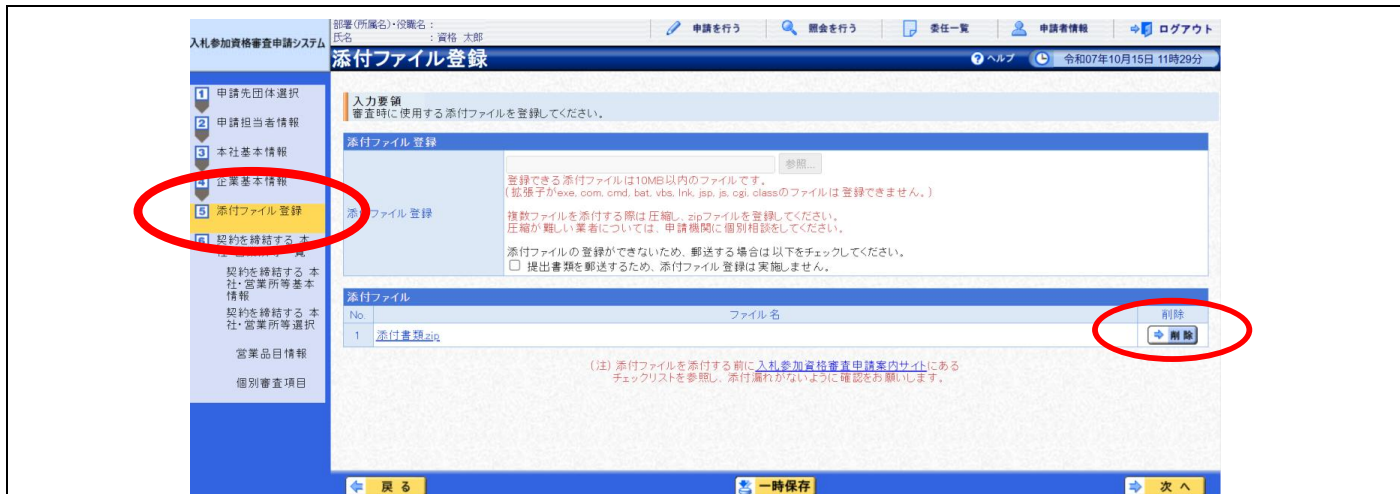 入札参加資格審査申請システム
部署(所属名)・役職名：
氏名　　　　　：資格 太郎
申請を行う
照会を行う
委任一覧
申請者情報
ログアウト
添付ファイル登録
ヘルプ
令和07年10月15日 11時29分
1 申請先団体選択
2 申請担当者情報
3 本社基本情報
4 企業基本情報
5 添付ファイル登録
6 契約を締結する 本
契約を締結する 本
社・営業所等基本
情報
契約を締結する 本
社・営業所等選択
営業品目情報
個別審査項目
入力要領
審査時に使用する添付ファイルを登録してください。
添付ファイル登録
添付ファイル登録
参照...
登録できる添付ファイルは10MB以内のファイルです。
(拡張子がexe, com, cmd, bat, vbs, lnk, jsp, js, cgi, classのファイルは登録できません。)
複数ファイルを添付する際は圧縮し、zipファイルを登録してください。
圧縮が難しい業者については、申請機関に個別相談をしてください。
添付ファイルの登録ができないため、郵送する場合は以下をチェックしてください。
提出書類を郵送するため、添付ファイル登録は実施しません。
添付ファイル
No.
ファイル名
削除
1
添付書類.zip
削除
(注) 添付ファイルを添付する前に入札参加資格審査申請案内サイトにある
チェックリストを参照し、添付漏れがないように確認をお願いします。
戻る
一時保存
次へ